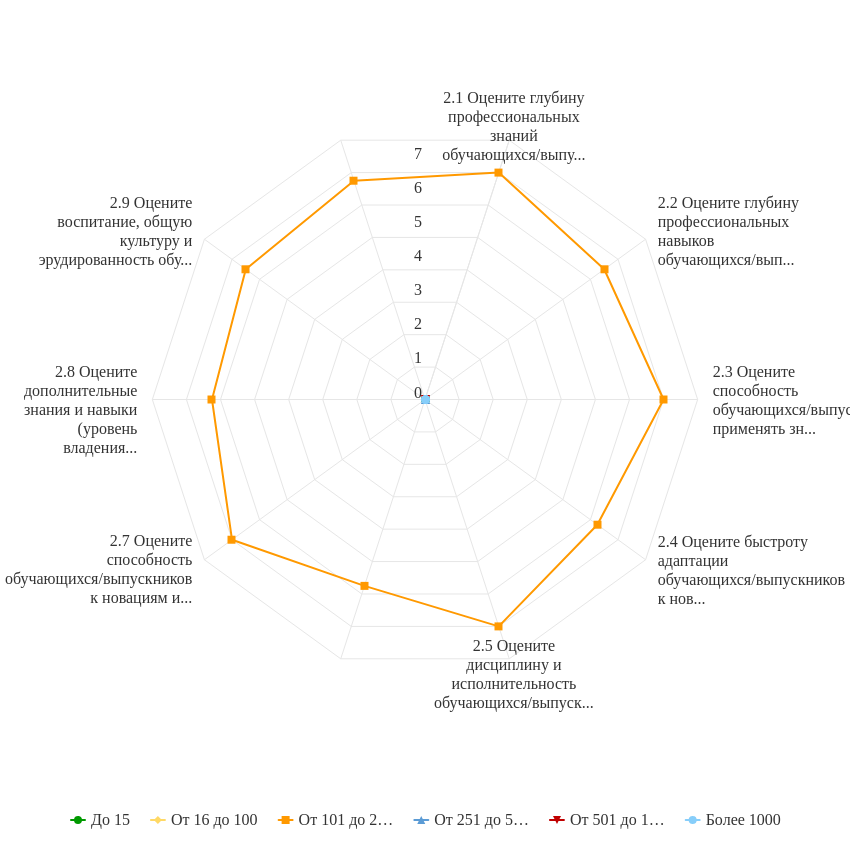 2.1 Оцените глубину
профессиональных
знаний
обучающихся/выпу...
2.2 Оцените глубину
профессиональных
навыков
обучающихся/вып...
2.3 Оцените
способность
обучающихся/выпус
применять зн...
2.4 Оцените быстроту
адаптации
обучающихся/выпускников
к нов...
2.5 Оцените
дисциплину и
исполнительность
обучающихся/выпуск...
2.7 Оцените
способность
обучающихся/выпускников
к новациям и...
2.8 Оцените
дополнительные
знания и навыки
(уровень
владения...
2.9 Оцените
воспитание, общую
культуру и
эрудированность обу...
7
6
5
4
3
2
1
0
До 15
От 16 до 100
От 101 до 2…
От 251 до 5…
От 501 до 1…
Более 1000